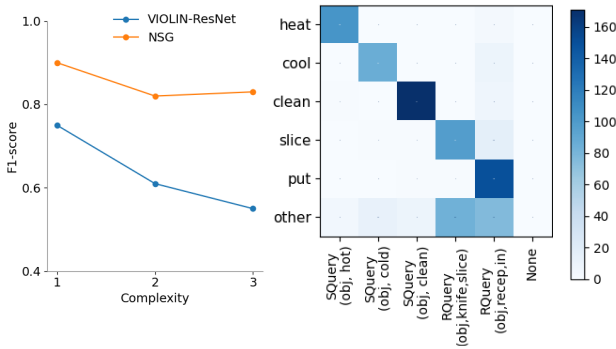 VIOLIN-ResNet
NSG
1.0
0.8
0.6
0.4
F1-score
1
2
3
Complexity
heat
cool
clean
slice
put
other
SQuery
(obj, hot)
SQuery
(obj, cold)
SQuery
(obj, clean)
RQuery
(obj,knife,slice)
RQuery
(obj,recep,in)
None
160
140
120
100
80
60
40
20
0